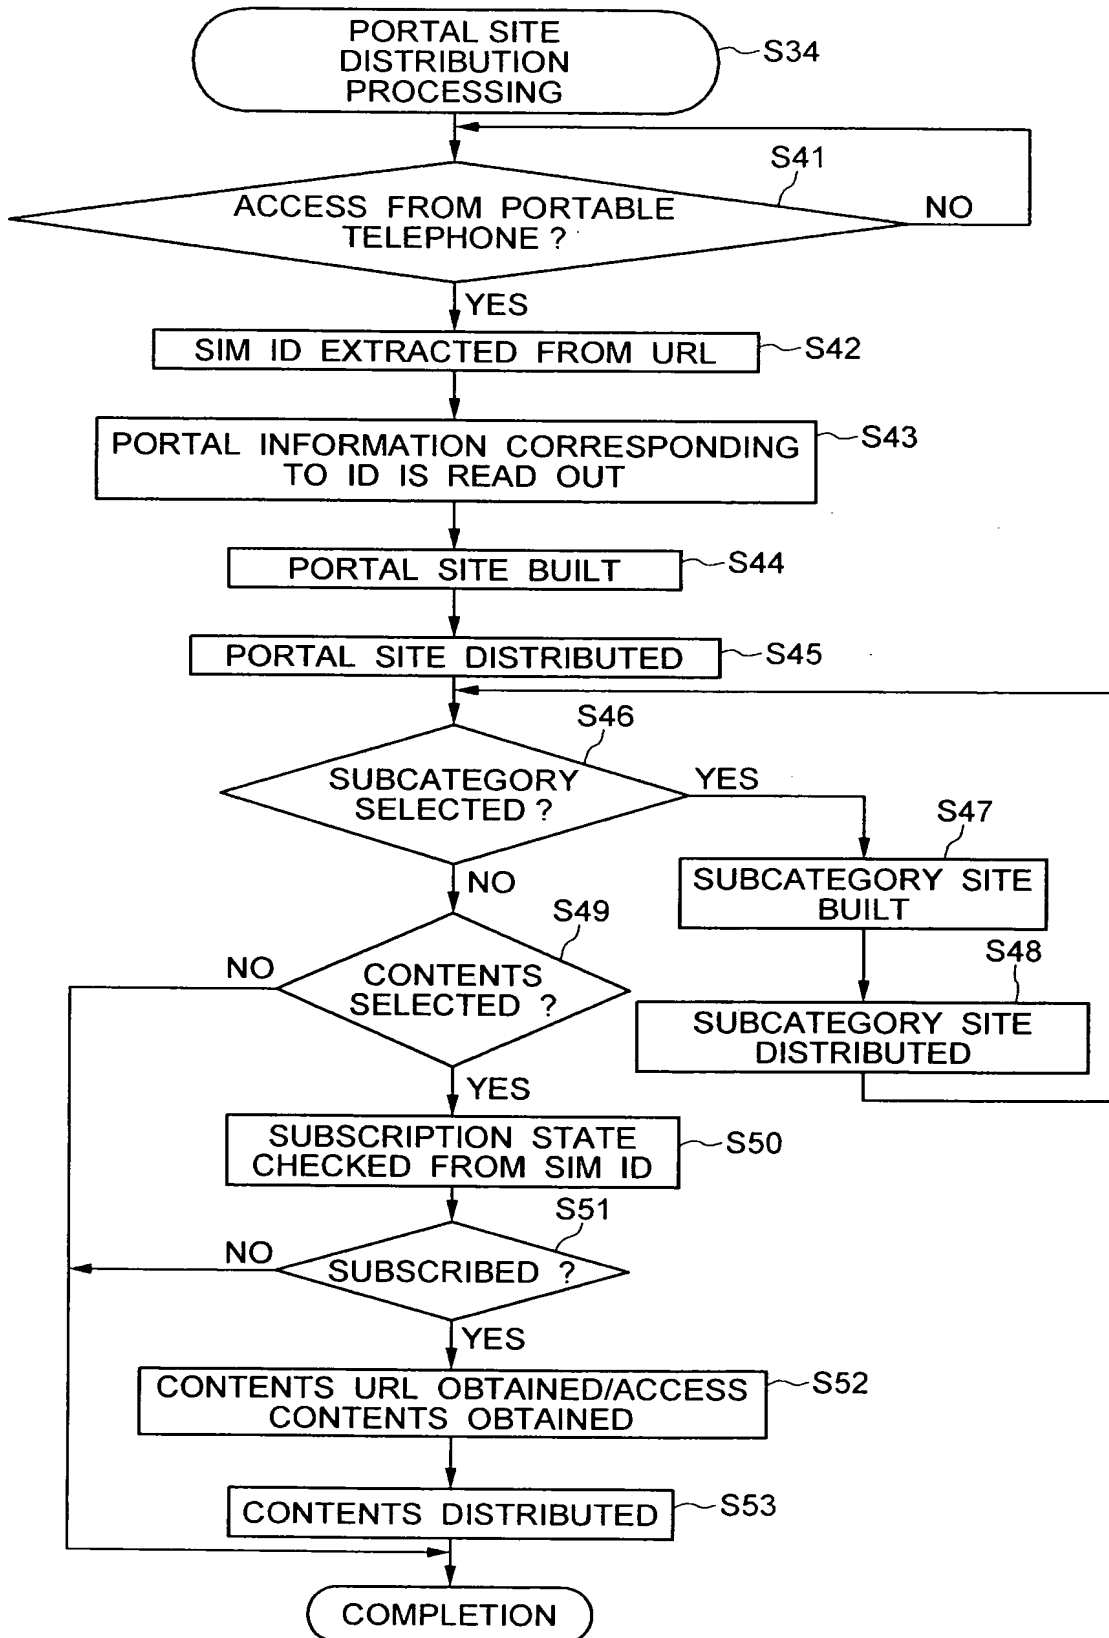 PORTAL SITE
DISTRIBUTION
PROCESSING
S34
S41
ACCESS FROM PORTABLE
TELEPHONE ?
NO
YES
SIM ID EXTRACTED FROM URL
S42
PORTAL INFORMATION CORRESPONDING
TO ID IS READ OUT
S43
PORTAL SITE BUILT
S44
PORTAL SITE DISTRIBUTED
S45
S46
SUBCATEGORY
SELECTED ?
YES
S47
SUBCATEGORY SITE
BUILT
NO
S48
SUBCATEGORY SITE
DISTRIBUTED
S49
CONTENTS
SELECTED ?
NO
YES
SUBSCRIPTION STATE
CHECKED FROM SIM ID
S50
S51
SUBSCRIBED ?
NO
YES
CONTENTS URL OBTAINED/ACCESS
CONTENTS OBTAINED
S52
CONTENTS DISTRIBUTED
S53
COMPLETION